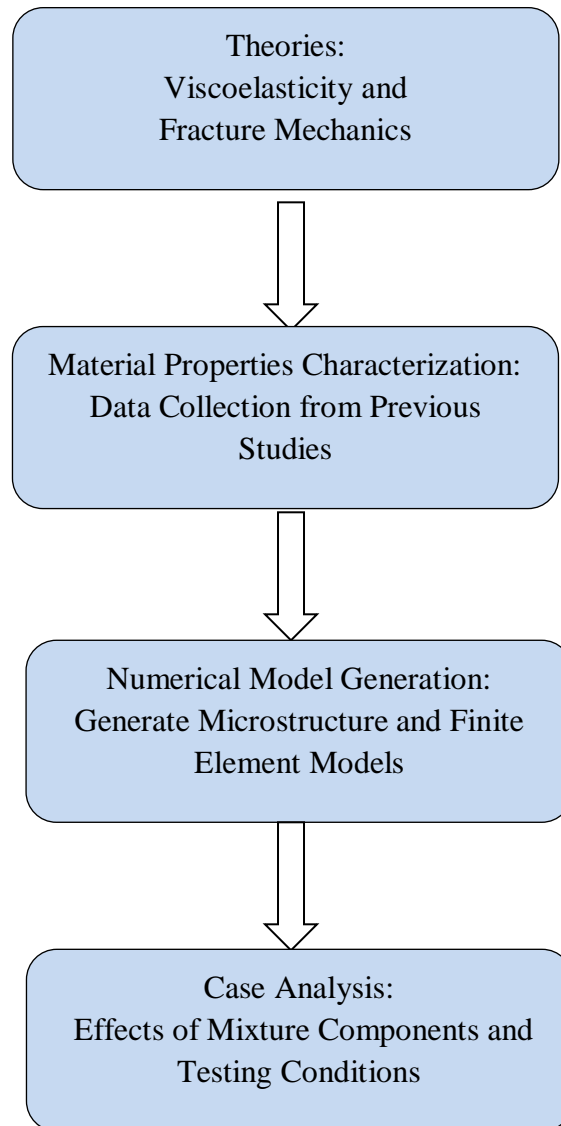 Theories:
Viscoelasticity and
Fracture Mechanics
Material Properties Characterization:
Data Collection from Previous
Studies
Numerical Model Generation:
Generate Microstructure and Finite
Element Models
Case Analysis:
Effects of Mixture Components and
Testing Conditions